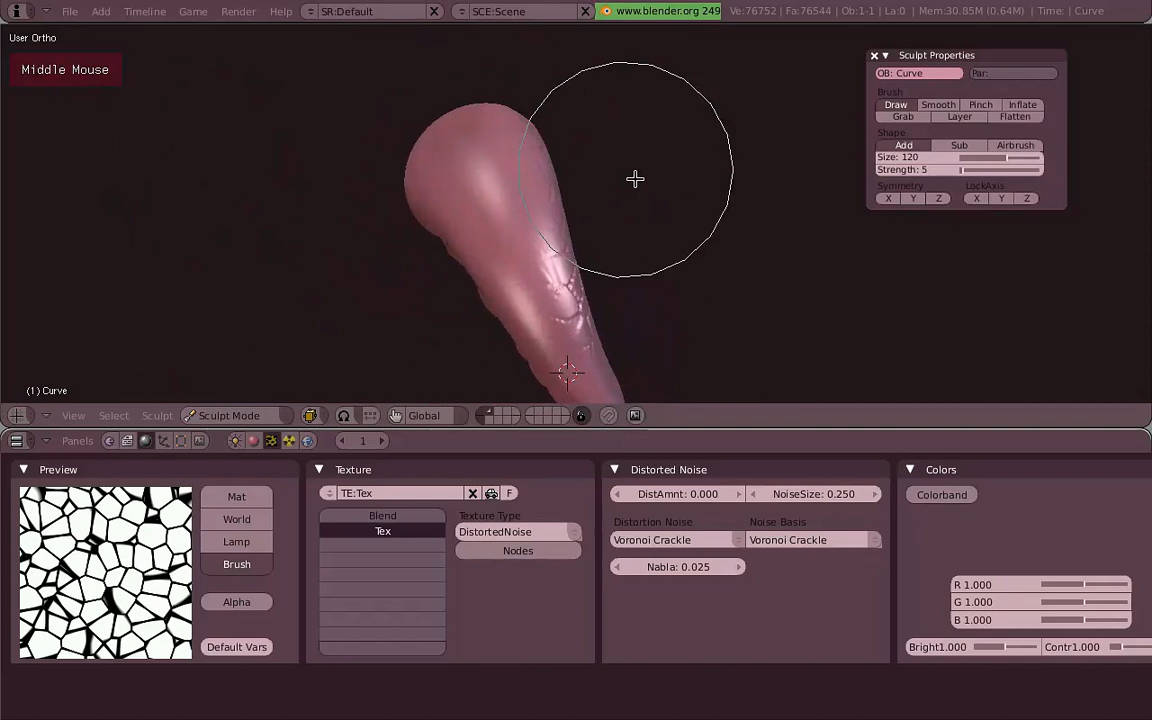 File Add Timeline Game Render Help SR:Default SCE:Scene www.blender.org 249 Ve:76752 | Fa:76544 | Ob:1-1 | La:0 | Mem:30.85M (0.64M) | Time: | Curve
User Ortho
Middle Mouse
Sculpt Properties
OB: Curve Par:
Brush
Draw Smooth Pinch Inflate
Grab Layer Flatten
Shape
Add Sub Airbrush
Size: 120
Strength: 5
Symmetry LockAxis
X Y Z X Y Z
(1) Curve
View Select Sculpt Sculpt Mode Global
Panels 1
Preview
Mat
World
Lamp
Brush
Alpha
Default Vars
Texture
TE:Tex F
Blend
Tex
Texture Type
DistortedNoise
Nodes
Distorted Noise
DistAmnt: 0.000 NoiseSize: 0.250
Distortion Noise Noise Basis
Voronoi Crackle Voronoi Crackle
Nabla: 0.025
Colors
Colorband
R 1.000
G 1.000
B 1.000
Bright1.000 Contr1.000